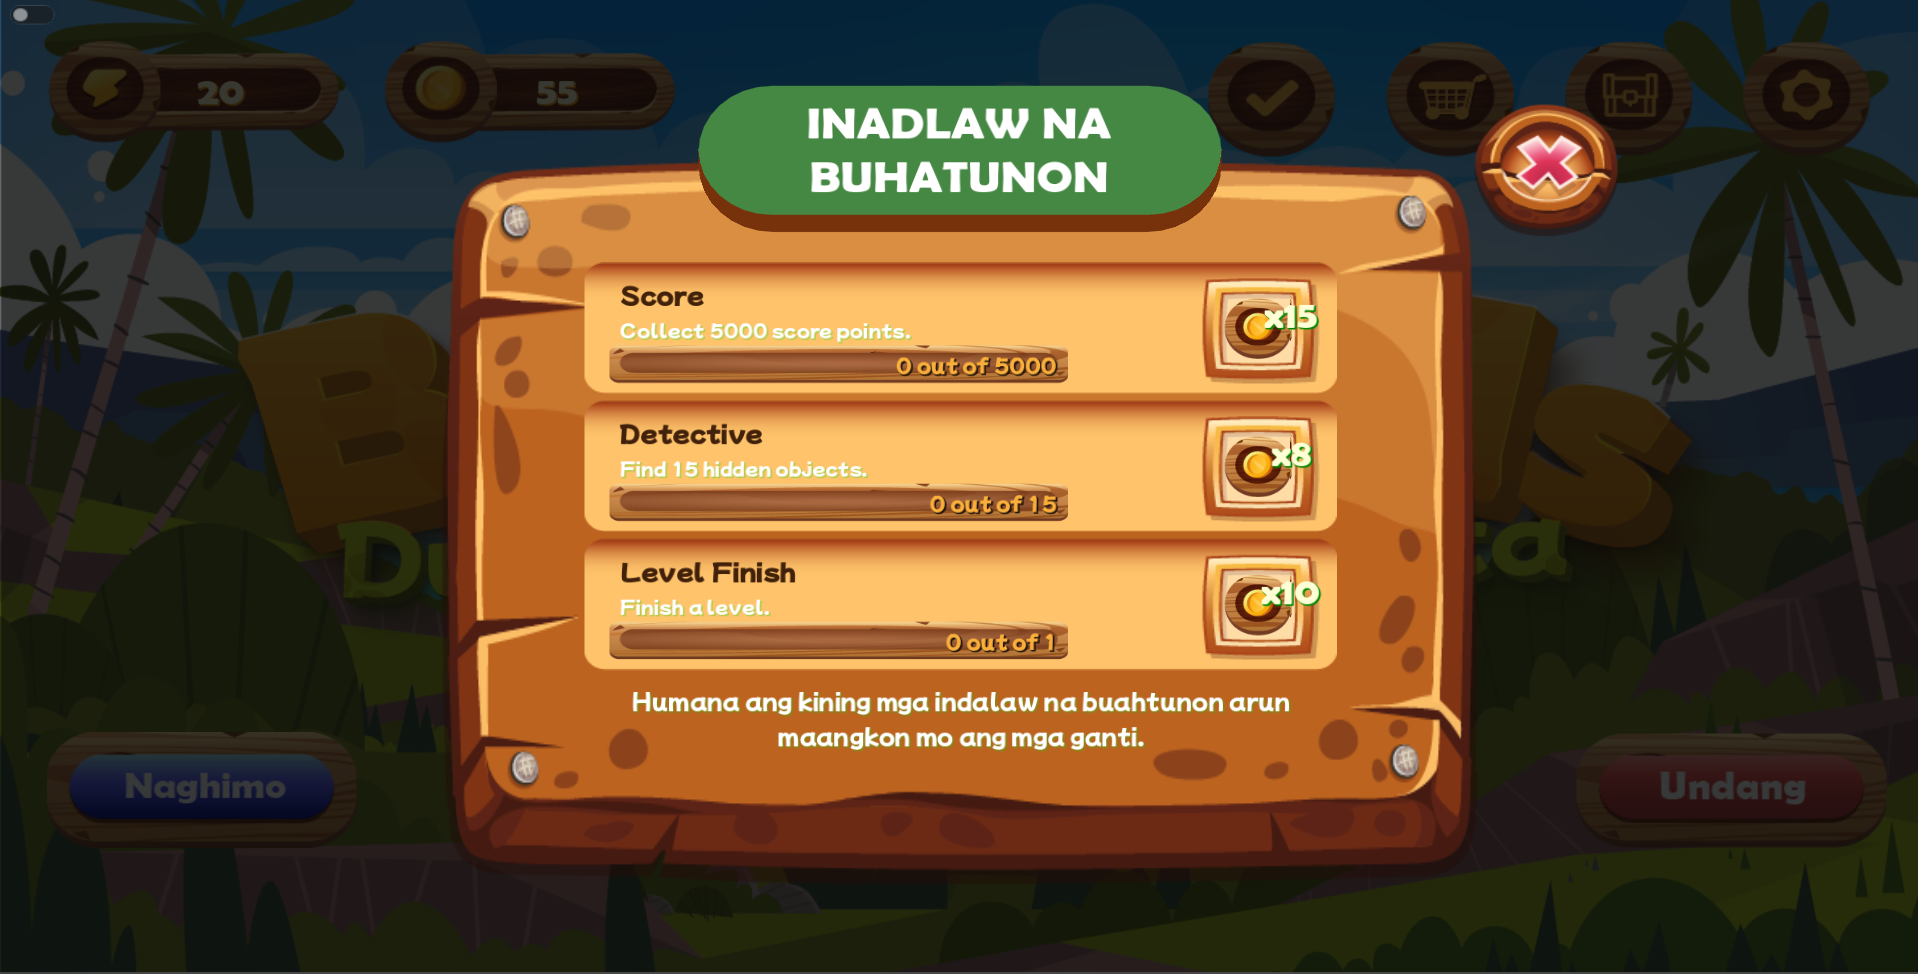 20
55
INADLAW NA
BUHATUNON
Score
Collect 5000 score points.
0 out of 5000
x15
Detective
Find 15 hidden objects.
0 out of 15
x8
Level Finish
Finish a level.
0 out of 1
x10
Humana ang kining mga indalaw na buahtunon arun
maangkon mo ang mga ganti.
Naghimo
Undang